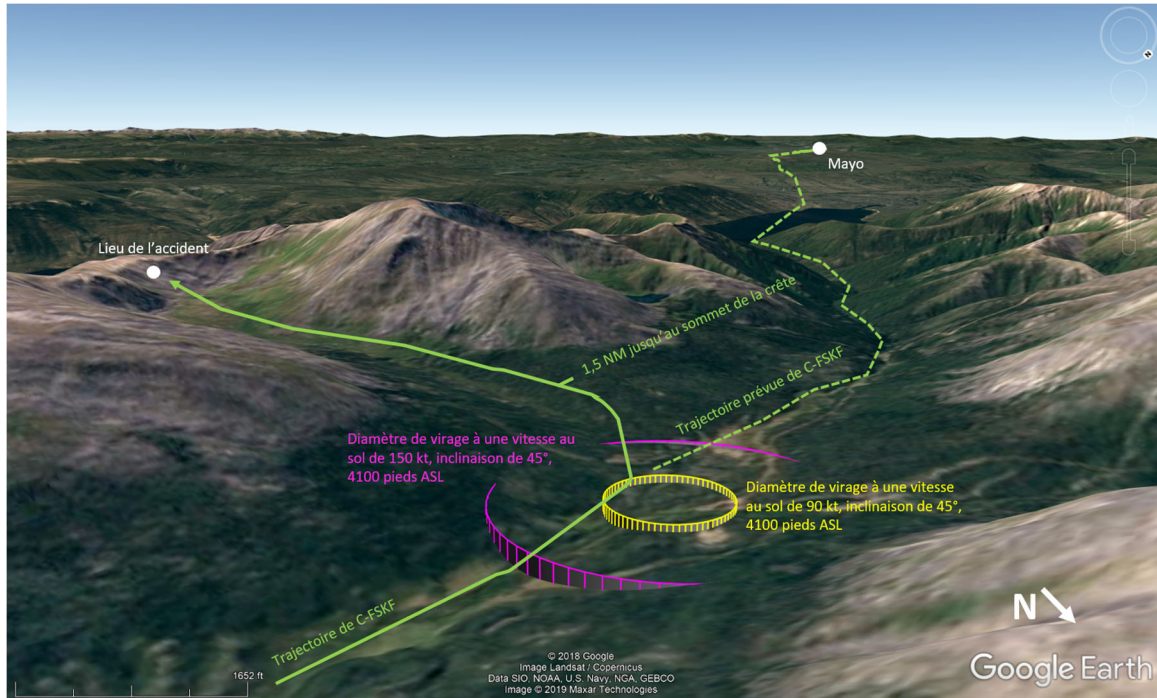 Mayo
Lieu de l'accident
1,5 NM jusqu'au sommet de la crête
Trajectoire prévue de C-FSKF
Diamètre de virage à une vitesse au
sol de 150 kt, inclinaison de 45°,
4100 pieds ASL
Diamètre de virage à une vitesse
au sol de 90 kt, inclinaison de 45°,
4100 pieds ASL
Trajectoire de C-FSKF
N
1652 ft
© 2018 Google
Image Landsat / Copernicus
Data SIO, NOAA, U.S. Navy, NGA, GEBCO
Image © 2019 Maxar Technologies
Google Earth